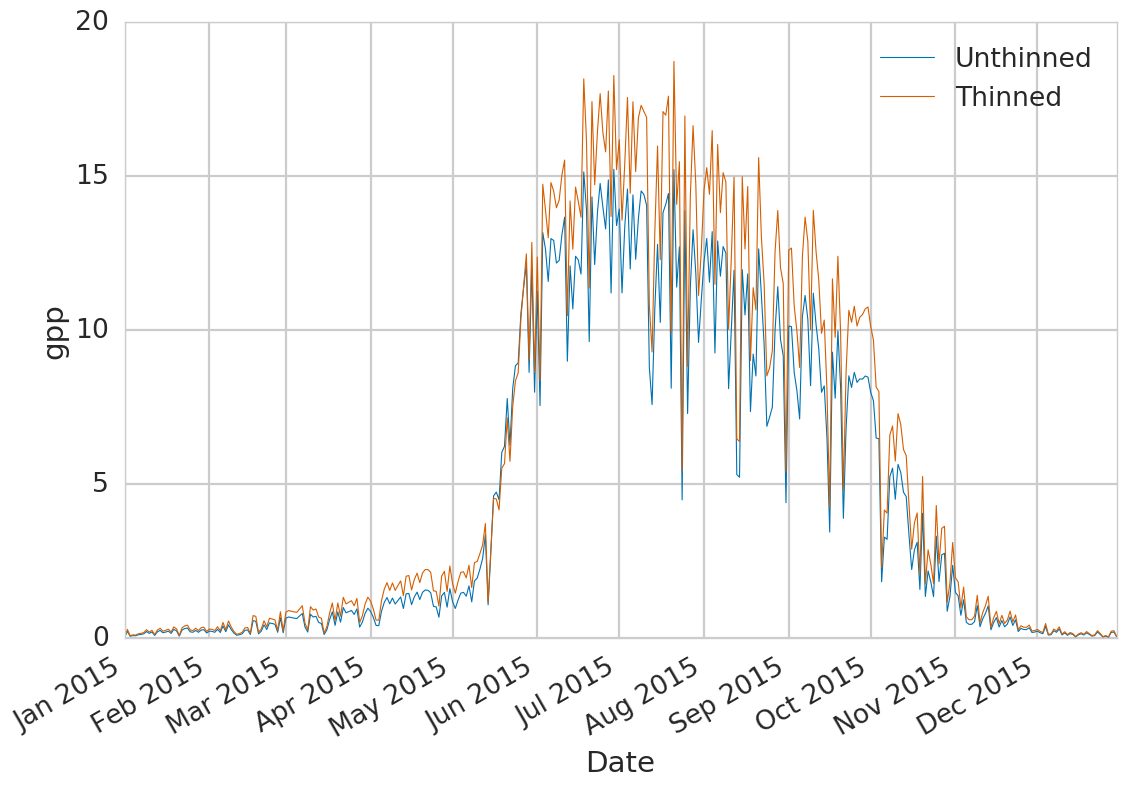 20
15
10
5
0
gpp
Unthinned
Thinned
Jan 2015
Feb 2015
Mar 2015
Apr 2015
May 2015
Jun 2015
Jul 2015
Aug 2015
Sep 2015
Oct 2015
Nov 2015
Dec 2015
Date